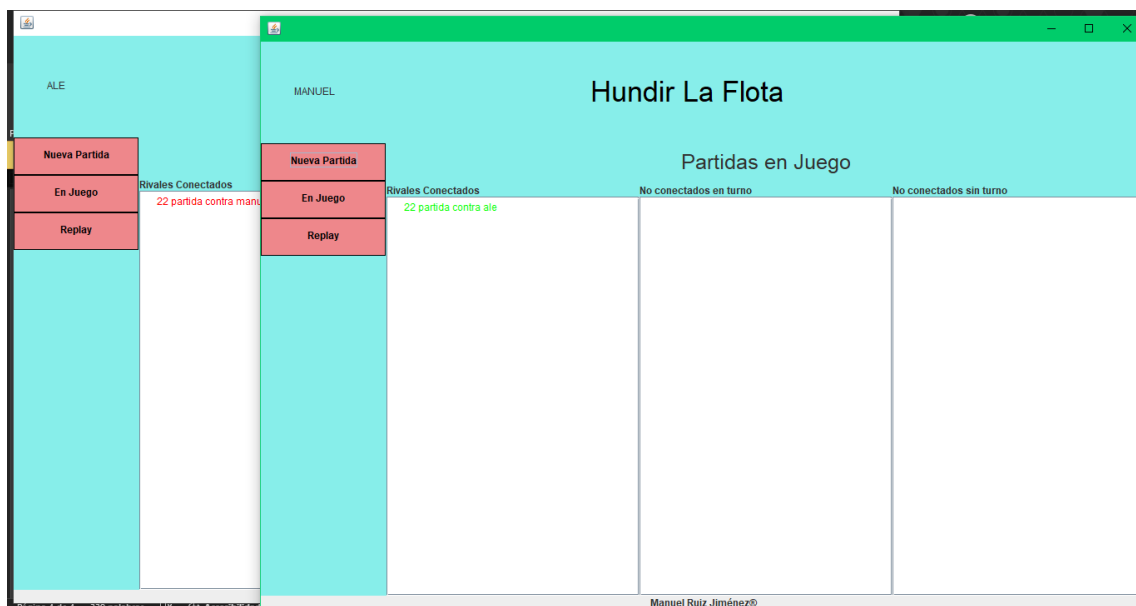 ALE
Nueva Partida
En Juego
Replay
Rivales Conectados
22 partida contra manu
MANUEL
Hundir La Flota
Nueva Partida
En Juego
Replay
Partidas en Juego
Rivales Conectados
No conectados en turno
No conectados sin turno
22 partida contra ale
Manuel Ruiz Jiménez®